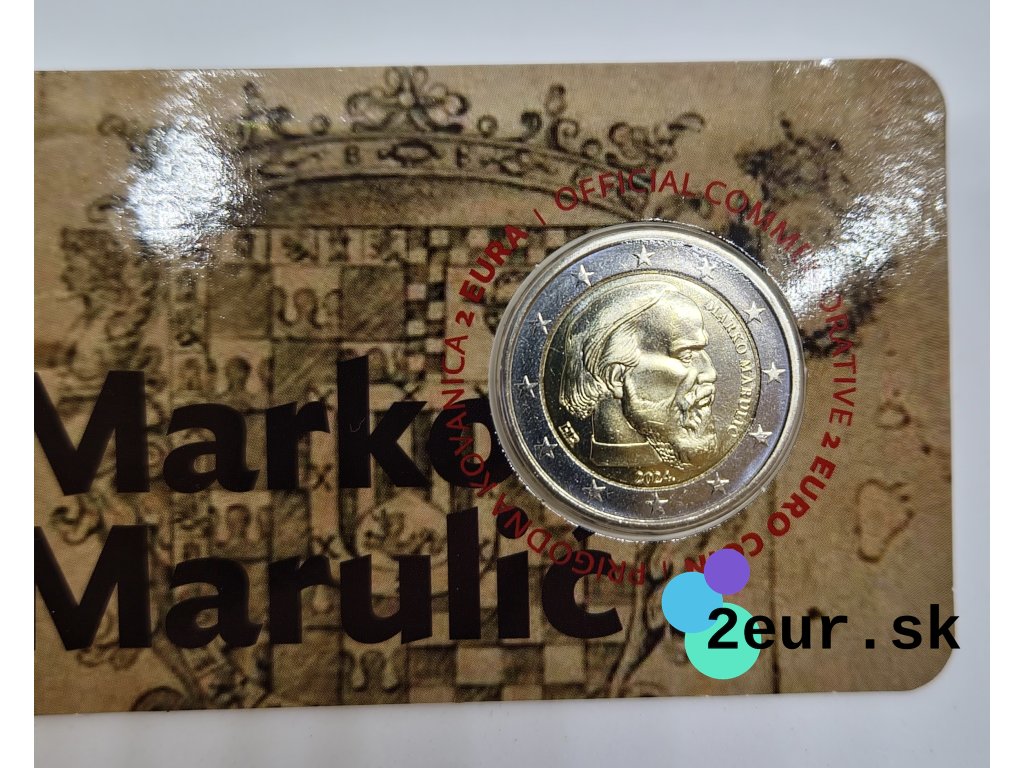 PRIGODNA KOVANICA 2 EURA | OFFICIAL COMMEMORATIVE 2 EURO COIN |
MARKO MARULIĆ
HR
2024.
Marko
Marulić
2eur.sk